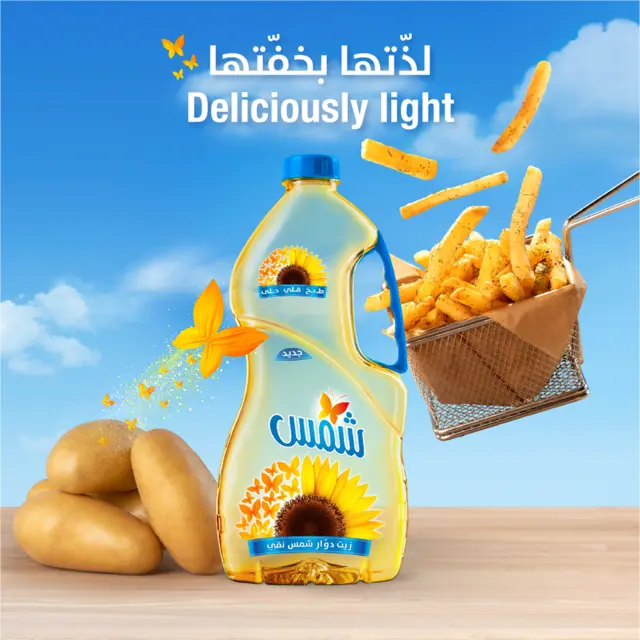 لذّتها بخفّتها
Deliciously light
طبخ قلي حلى
جديد
شمس
زيت دوّار شمس نقي